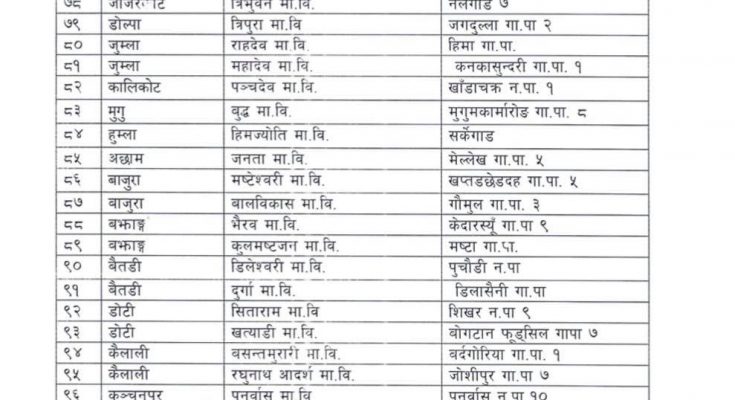 ७८ जाजरकोट त्रिभुवन मा.वि. नलगाड ७
७९ डोल्पा त्रिपुरा मा.वि. जगदुल्ला गा.पा २
८० जुम्ला राहदेव मा.वि. हिमा गा.पा.
८१ जुम्ला महादेव मा.वि. कनकासुन्दरी गा.पा. १
८२ कालिकोट पञ्चदेव मा.वि. खाँडाचक्र न.पा. १
८३ मुगु वुद्ध मा.वि. मुगुमकार्मारोङ गा.पा. ८
८४ हुम्ला हिमज्योति मा.वि. सर्केगाड
८५ अछाम जनता मा.वि. मेल्लेख गा.पा. ५
८६ बाजुरा मष्टेश्वरी मा.वि. खप्तडछेडदह गा.पा. ५
८७ बाजुरा बालविकास मा.वि. गौमुल गा.पा. ३
८८ बझाङ्ग भैरव मा.वि. केदारस्यूँ गा.पा ९
८९ बझाङ्ग कुलमष्टजन मा.वि. मष्टा गा.पा.
९० बैतडी डिलेश्वरी मा.वि. पुचौडी न.पा
९१ बैतडी दुर्गा मा.वि. डिलासैनी गा.पा
९२ डोटी सिताराम मा.वि शिखर न.पा ९
९३ डोटी खत्याडी मा.वि. बोगटान फूड्सिल गापा ७
९४ कैलाली बसन्तमुरारी मा.वि. बर्दगोरिया गा.पा. १
९५ कैलाली रघुनाथ आदर्श मा.वि. जोशीपुर गा.पा. ७
९६ कञ्चनपुर पुनर्वास मा.वि पुनर्वास न.पा १०